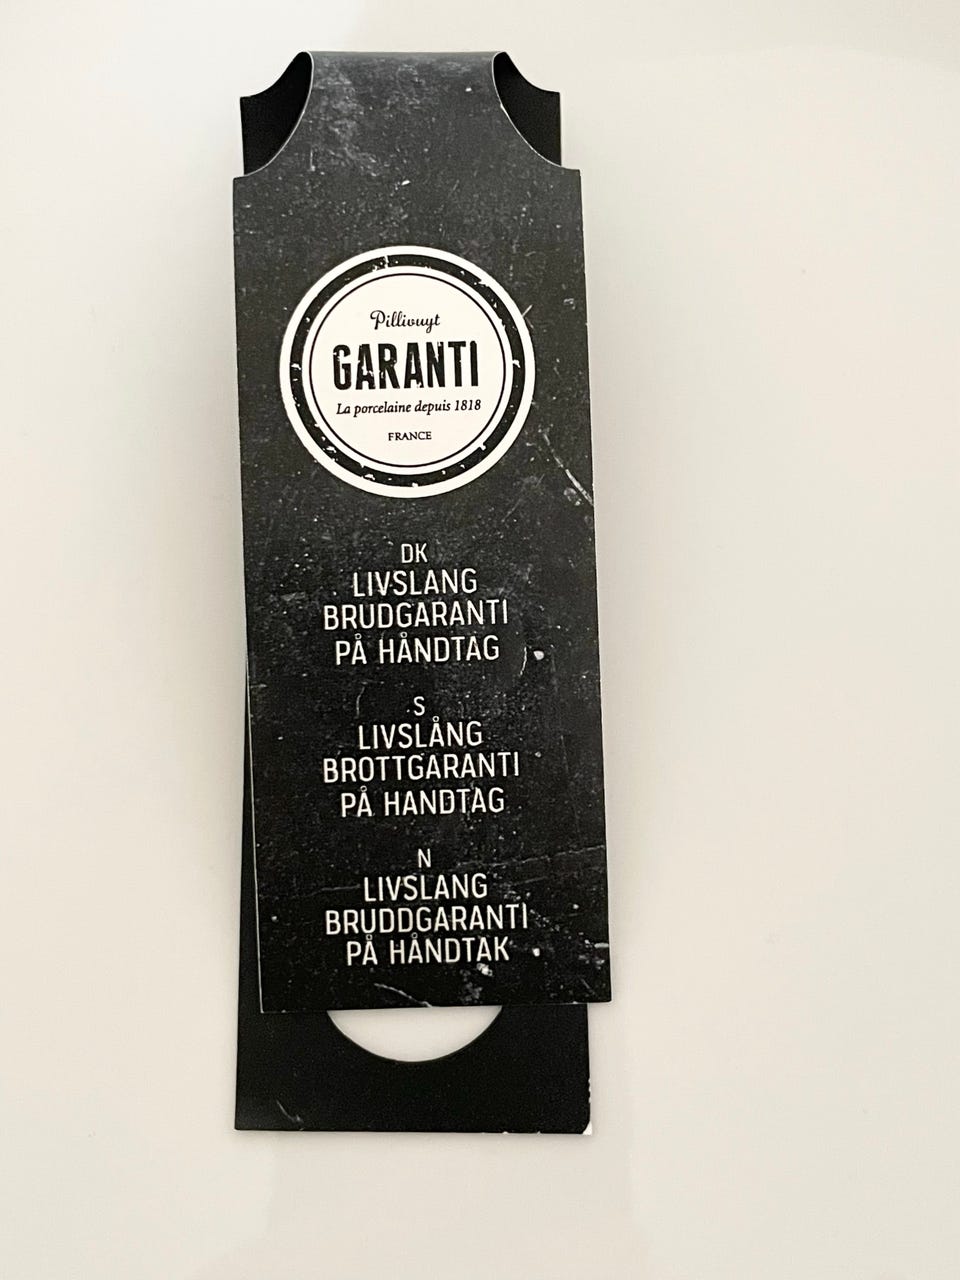 Pillivuyt
GARANTI
La porcelaine depuis 1818
FRANCE
DK
LIVSLANG
BRUDGARANTI
PÅ HÅNDTAG
S
LIVSLÅNG
BROTTGARANTI
PÅ HANDTAG
N
LIVSLANG
BRUDDGARANTI
PÅ HÅNDTAK